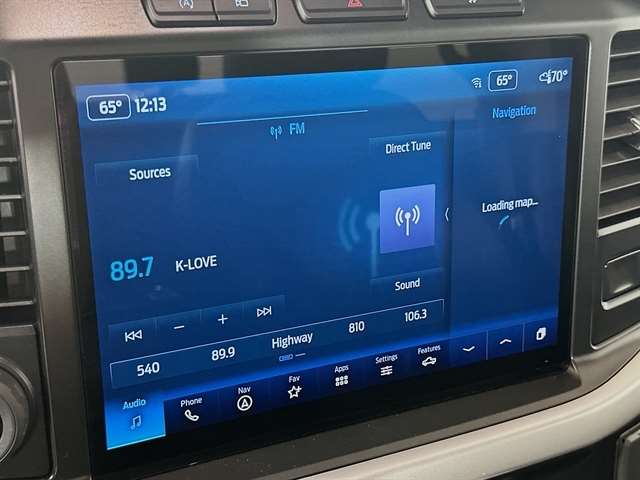 65° 12:13
65° 70°
FM
Navigation
Sources
Direct Tune
Loading map...
89.7 K-LOVE
Sound
540 89.9 Highway 810 106.3
Audio Phone Nav Fav Apps Settings Features